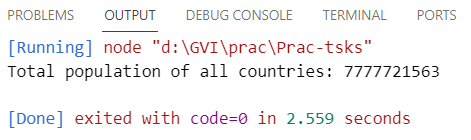 PROBLEMS OUTPUT DEBUG CONSOLE TERMINAL PORTS
[Running] node "d:\GVI\prac\Prac-tsks"
Total population of all countries: 7777721563
[Done] exited with code=0 in 2.559 seconds